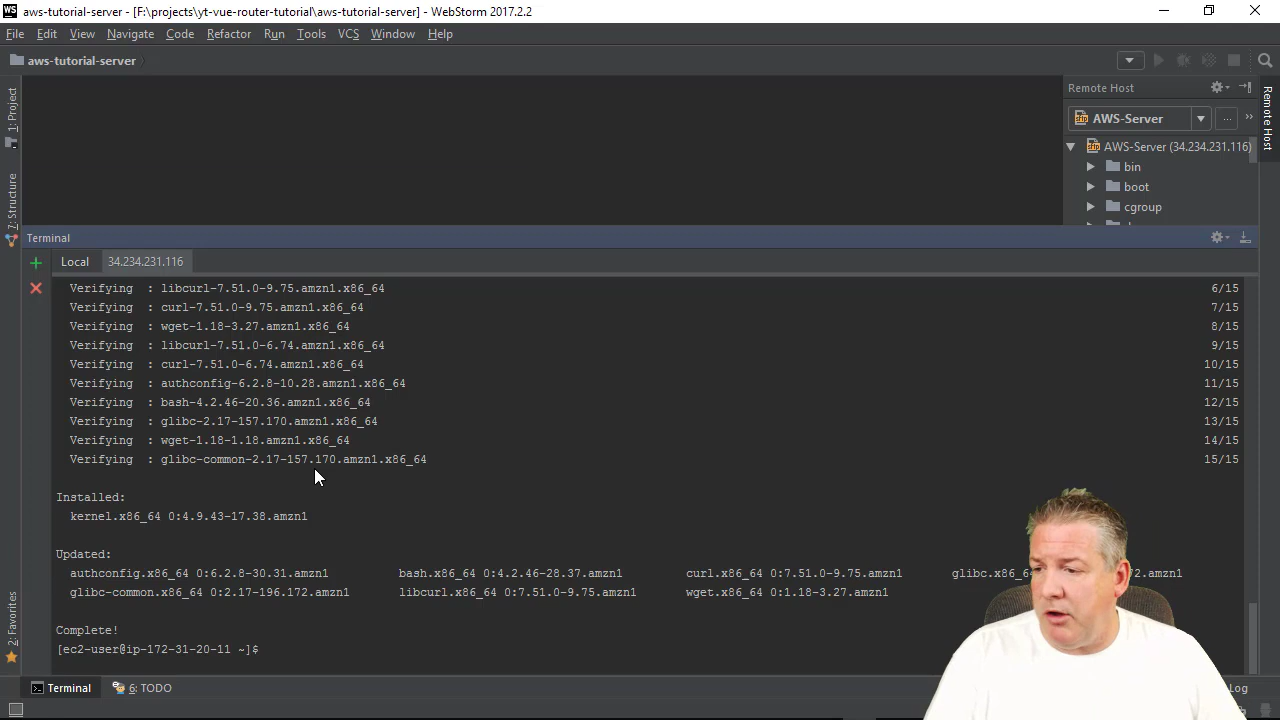 WS aws-tutorial-server - [F:\projects\yt-vue-router-tutorial\aws-tutorial-server] - WebStorm 2017.2.2
File Edit View Navigate Code Refactor Run Tools VCS Window Help
aws-tutorial-server
1: Project
7: Structure
2: Favorites
Remote Host
AWS-Server ...
AWS-Server (34.234.231.116)
bin
boot
cgroup
Remote Host
Terminal
Local 34.234.231.116
Verifying : libcurl-7.51.0-9.75.amzn1.x86_64 6/15
Verifying : curl-7.51.0-9.75.amzn1.x86_64 7/15
Verifying : wget-1.18-3.27.amzn1.x86_64 8/15
Verifying : libcurl-7.51.0-6.74.amzn1.x86_64 9/15
Verifying : curl-7.51.0-6.74.amzn1.x86_64 10/15
Verifying : authconfig-6.2.8-10.28.amzn1.x86_64 11/15
Verifying : bash-4.2.46-20.36.amzn1.x86_64 12/15
Verifying : glibc-2.17-157.170.amzn1.x86_64 13/15
Verifying : wget-1.18-1.18.amzn1.x86_64 14/15
Verifying : glibc-common-2.17-157.170.amzn1.x86_64 15/15
Installed:
kernel.x86_64 0:4.9.43-17.38.amzn1
Updated:
authconfig.x86_64 0:6.2.8-30.31.amzn1 bash.x86_64 0:4.2.46-28.37.amzn1 curl.x86_64 0:7.51.0-9.75.amzn1
glibc-common.x86_64 0:2.17-196.172.amzn1 libcurl.x86_64 0:7.51.0-9.75.amzn1 wget.x86_64 0:1.18-3.27.amzn1
Complete!
[ec2-user@ip-172-31-20-11 ~]$
Terminal 6: TODO Log